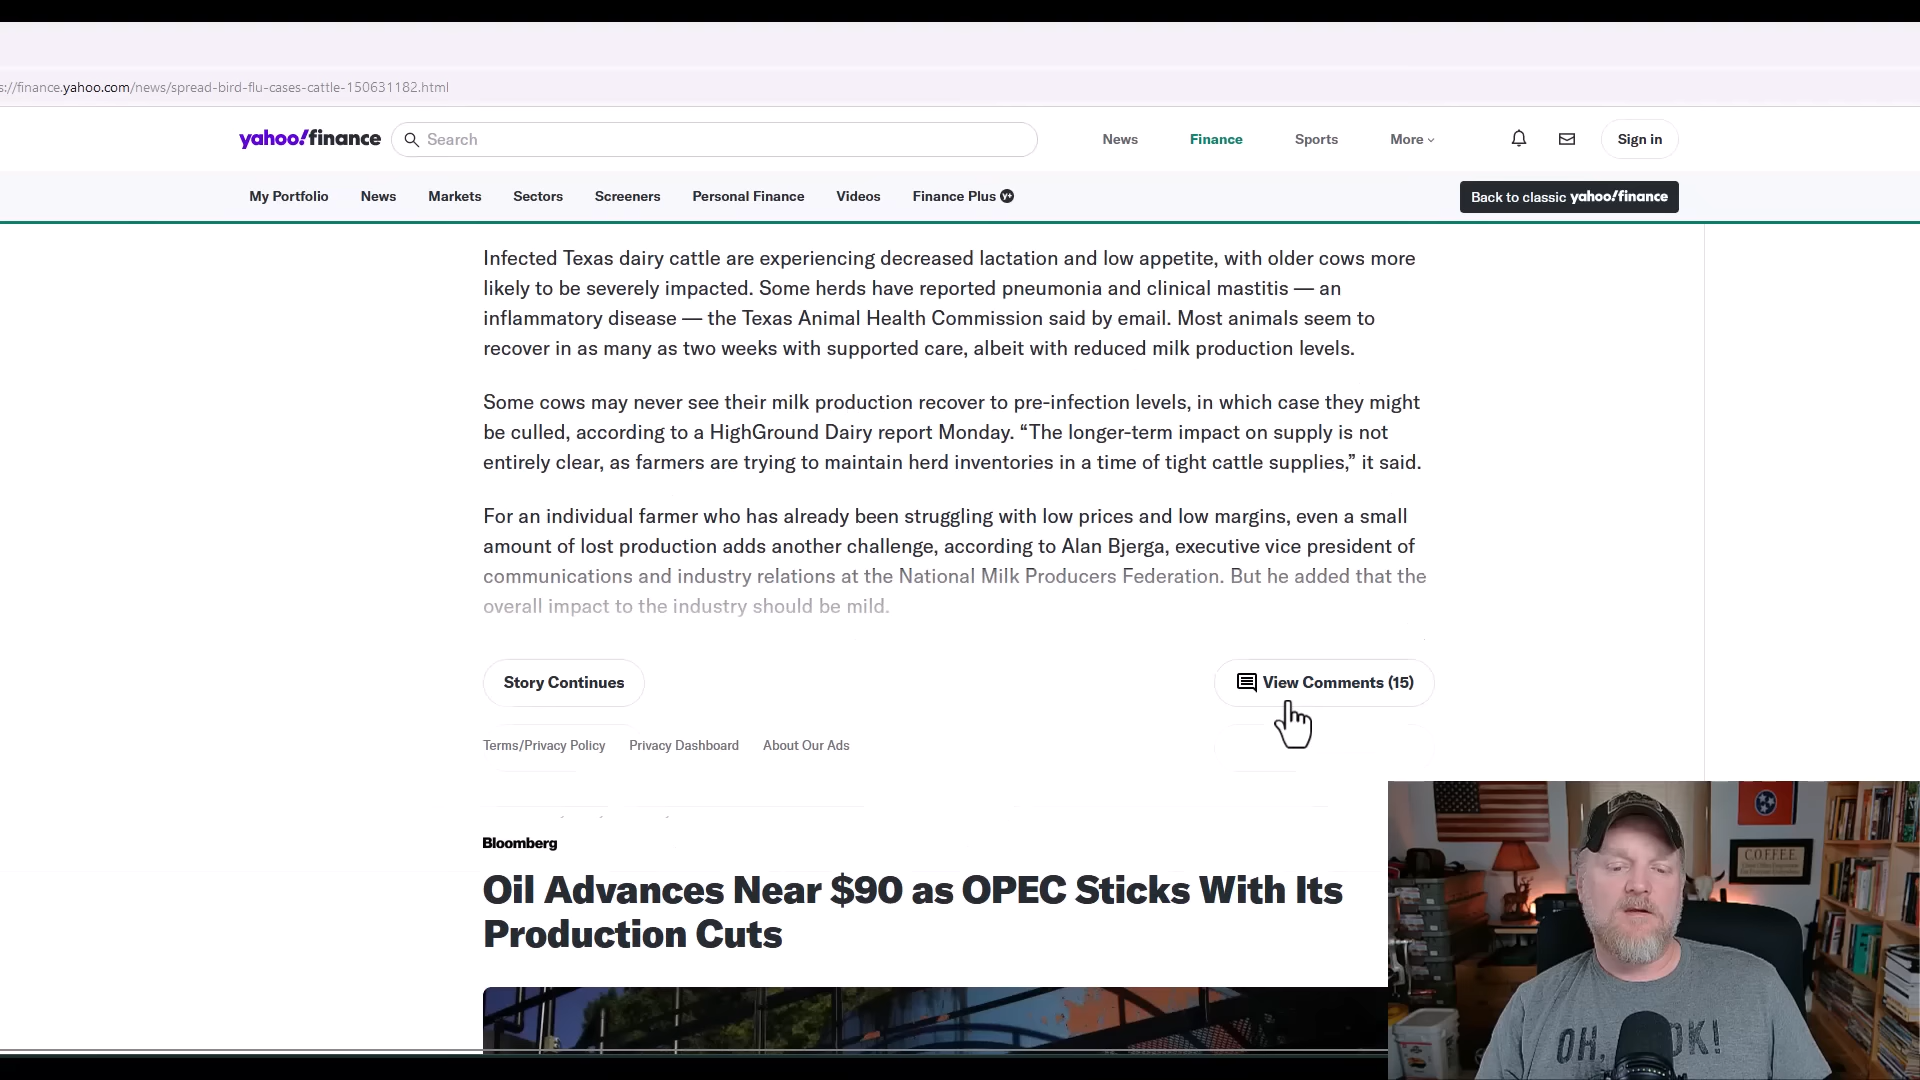 s://finance.yahoo.com/news/spread-bird-flu-cases-cattle-150631182.html
yahoo!finance
Search
News
Finance
Sports
More
Sign in
My Portfolio
News
Markets
Sectors
Screeners
Personal Finance
Videos
Finance Plus
Back to classic yahoo!finance
Infected Texas dairy cattle are experiencing decreased lactation and low appetite, with older cows more
likely to be severely impacted. Some herds have reported pneumonia and clinical mastitis — an
inflammatory disease — the Texas Animal Health Commission said by email. Most animals seem to
recover in as many as two weeks with supported care, albeit with reduced milk production levels.
Some cows may never see their milk production recover to pre-infection levels, in which case they might
be culled, according to a HighGround Dairy report Monday. “The longer-term impact on supply is not
entirely clear, as farmers are trying to maintain herd inventories in a time of tight cattle supplies,” it said.
For an individual farmer who has already been struggling with low prices and low margins, even a small
amount of lost production adds another challenge, according to Alan Bjerga, executive vice president of
communications and industry relations at the National Milk Producers Federation. But he added that the
overall impact to the industry should be mild.
Story Continues
View Comments (15)
Terms/Privacy Policy
Privacy Dashboard
About Our Ads
Bloomberg
Oil Advances Near $90 as OPEC Sticks With Its
Production Cuts
C.O.F.F.E.E.
OH, OK!